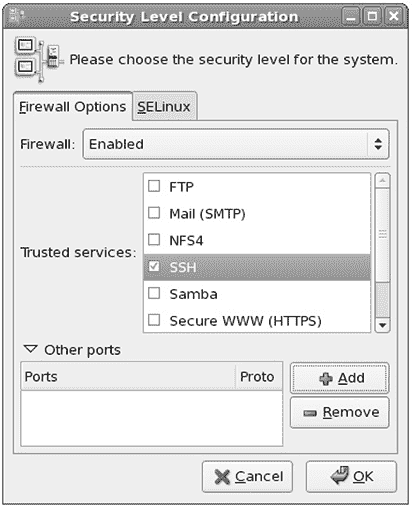 Security Level Configuration
Please choose the security level for the system.
Firewall Options
SELinux
Firewall: Enabled
Trusted services:
FTP
Mail (SMTP)
NFS4
SSH
Samba
Secure WWW (HTTPS)
Other ports
Ports Proto
Add
Remove
Cancel
OK